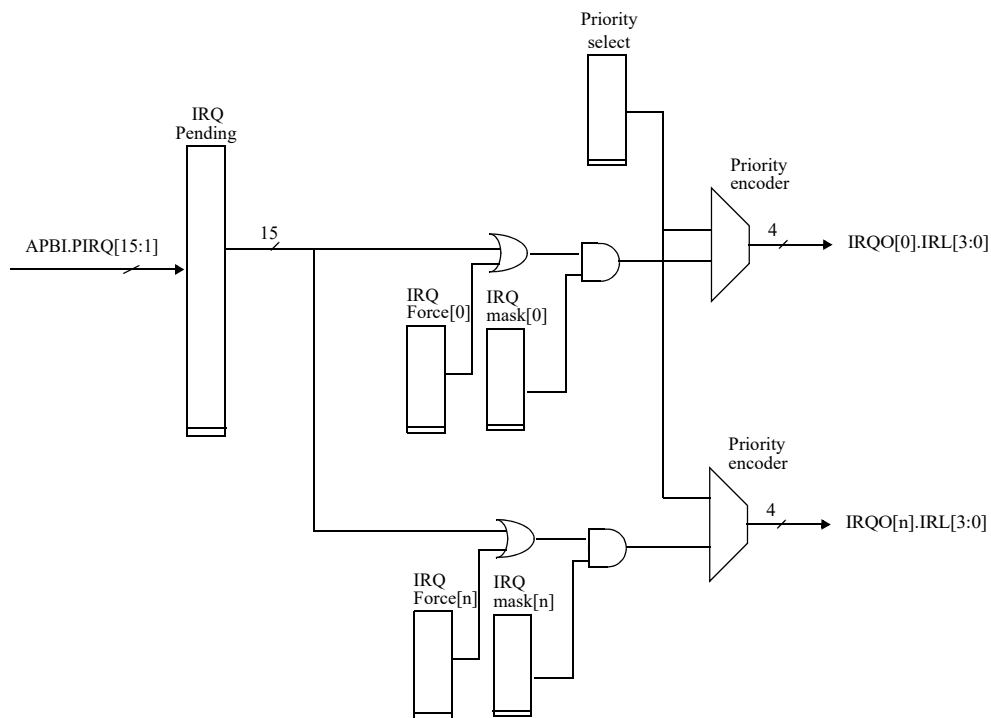 Priority
select
IRQ
Pending
Priority
encoder
APBI.PIRQ[15:1]
15
4
IRQO[0].IRL[3:0]
IRQ
Force[0]
IRQ
mask[0]
Priority
encoder
4
IRQO[n].IRL[3:0]
IRQ
Force[n]
IRQ
mask[n]